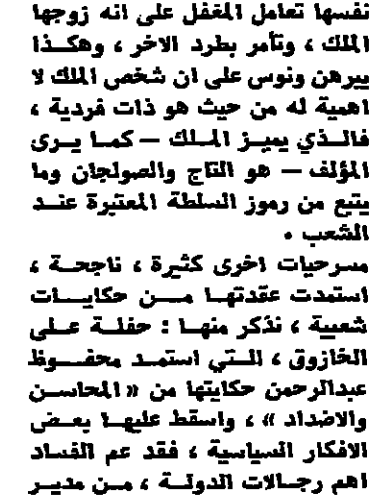 نفسها تعامل المغفل على انه زوجها
الملك ، وتأمر بطرد الاخر ، وهكذا
يبرهن ونوس على ان شخص الملك لا
اهمية له من حيث هو ذات فردية ،
فالذي يميز الملك — كما يرى
المؤلف — هو التاج والصولجان وما
يتبع من رموز السلطة المعتبرة عند
الشعب .
مسرحيات اخرى كثيرة ، ناجحة ،
استمدت عقدتها من حكايات
شعبية ، نذكر منها : حفلة على
الخازوق ، التي استمد محفوظ
عبدالرحمن حكايتها من « المحاسن
والاضداد » ، واسقط عليها بعض
الافكار السياسية ، فقد عم الفساد
اهم رجالات الدولة ، من مدير